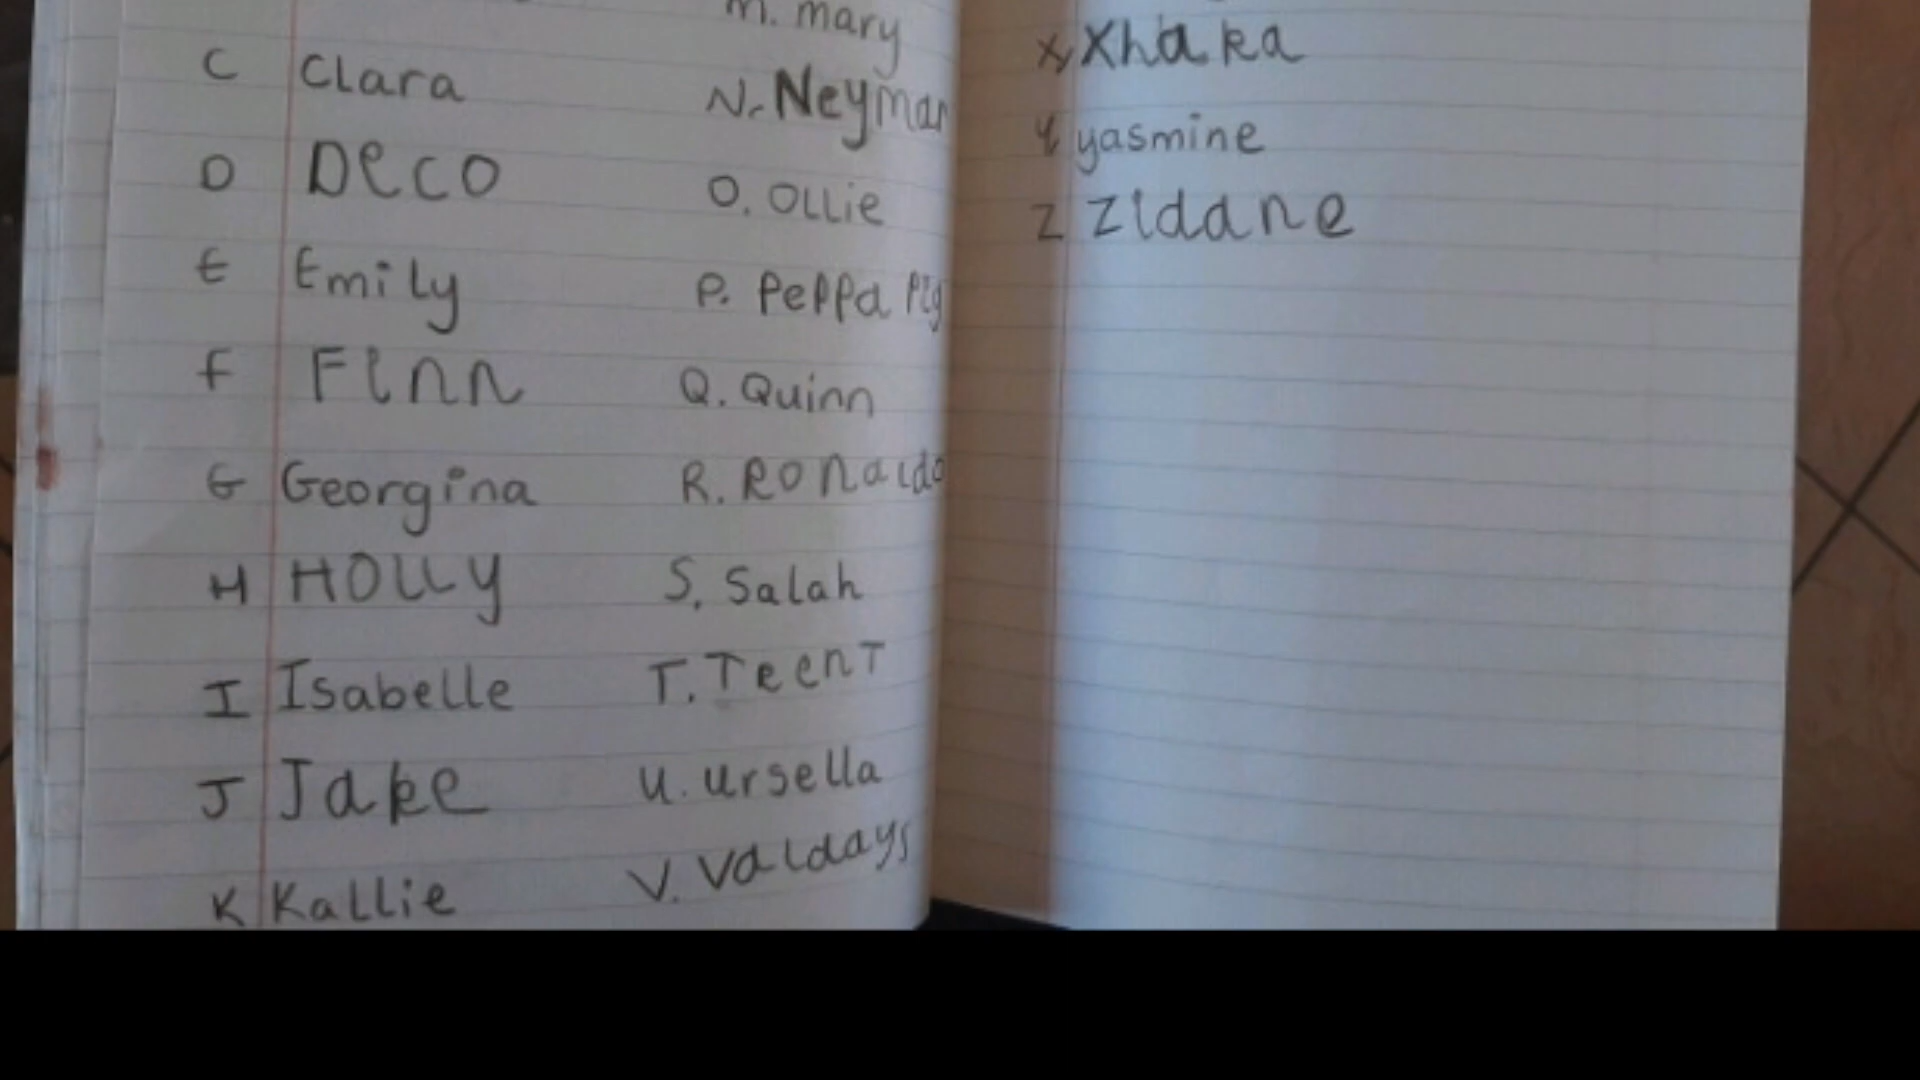 C Clara
D Deco
E Emily
F Finn
G Georgina
H HOLLY
I Isabelle
J Jake
K Kallie
M. mary
N. Neymar
O. Ollie
P. Peppa Pig
Q. Quinn
R. Ronaldo
S. Salah
T. TeenT
U. ursella
V. Valdays
X Xhaka
Y yasmine
Z Zidane